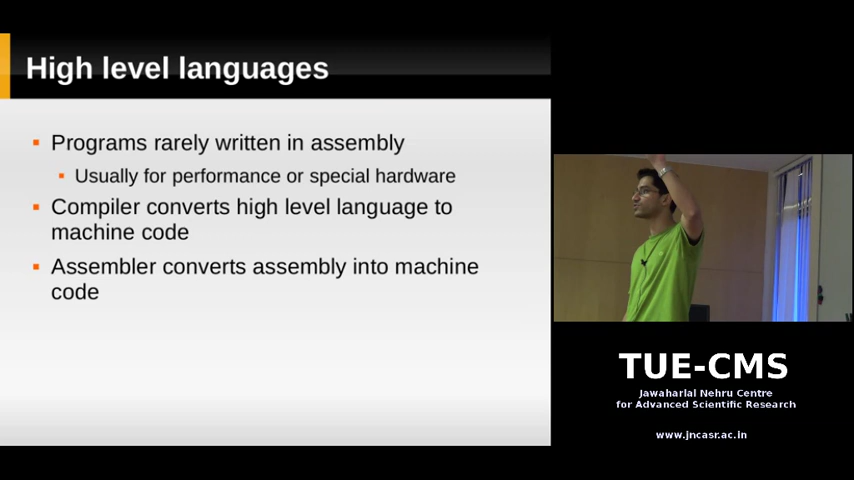 High level languages
Programs rarely written in assembly
Usually for performance or special hardware
Compiler converts high level language to
machine code
Assembler converts assembly into machine
code
TUE-CMS
Jawaharlal Nehru Centre
for Advanced Scientific Research
www.jncasr.ac.in